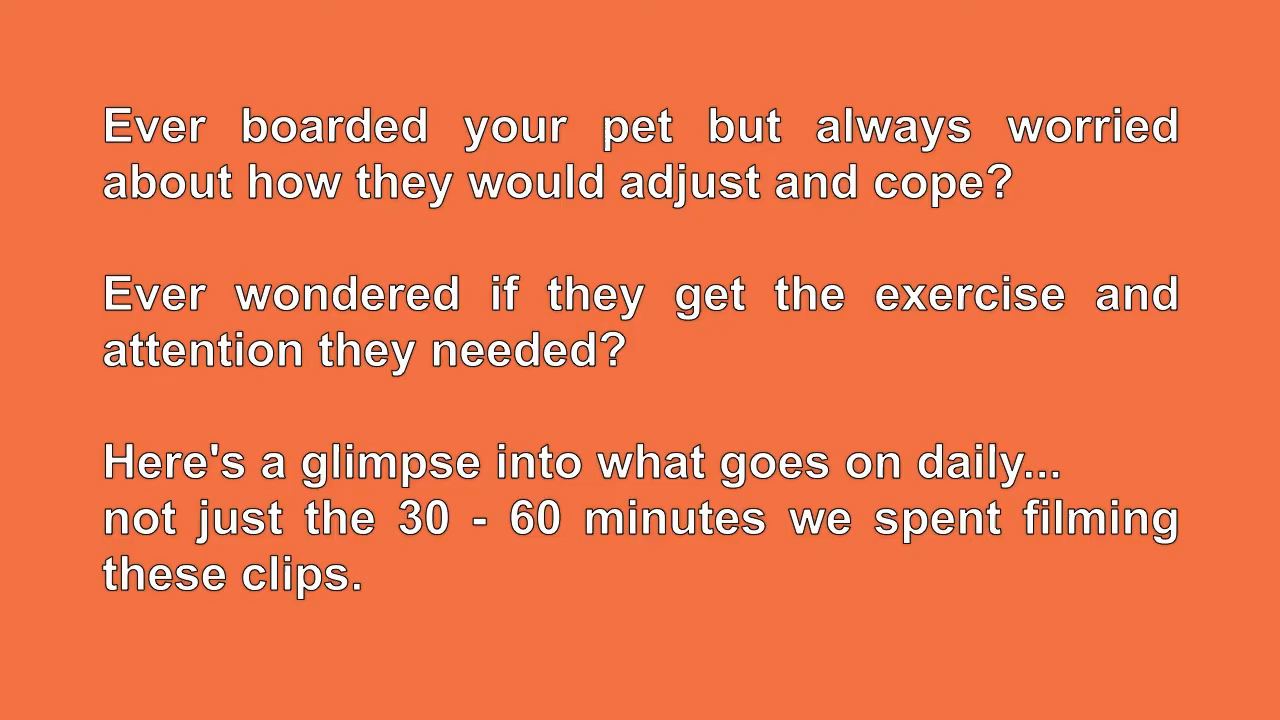 Ever boarded your pet but always worried
about how they would adjust and cope?
Ever wondered if they get the exercise and
attention they needed?
Here's a glimpse into what goes on daily...
not just the 30 - 60 minutes we spent filming
these clips.